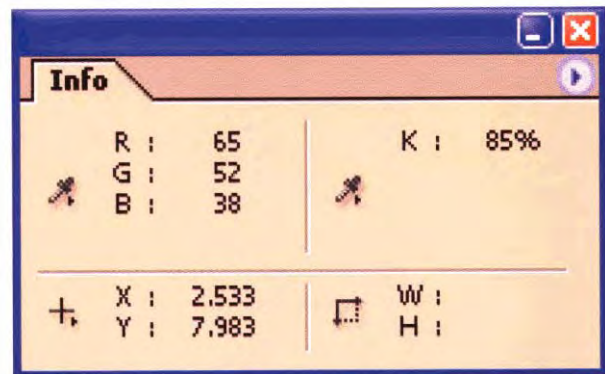 Info
R : 65 K : 85%
G : 52
B : 38
X : 2.533 W :
Y : 7.983 H :